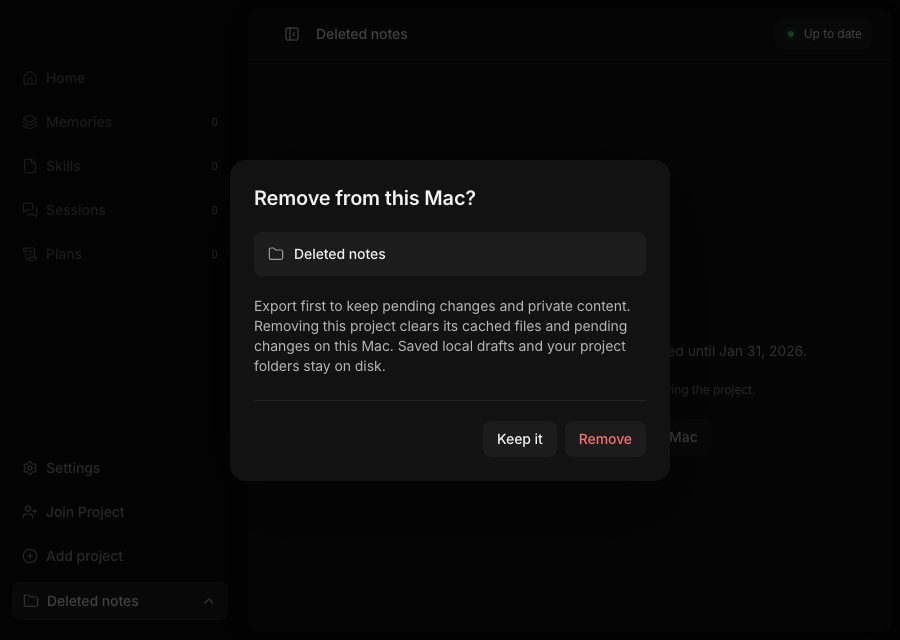 Deleted notes
Up to date
Home
Memories 0
Skills 0
Sessions 0
Plans 0
Remove from this Mac?
Deleted notes
Export first to keep pending changes and private content.
Removing this project clears its cached files and pending
changes on this Mac. Saved local drafts and your project
folders stay on disk.
until Jan 31, 2026.
the project.
Mac
Keep it
Remove
Settings
Join Project
Add project
Deleted notes